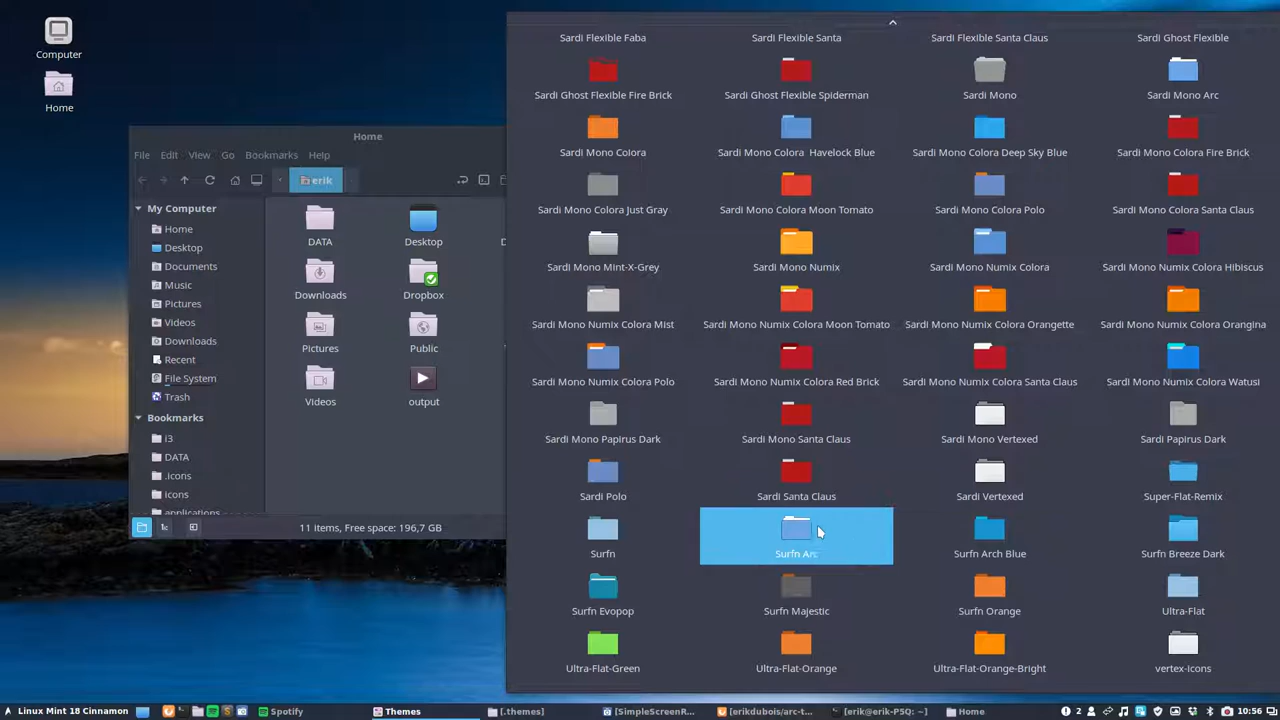 Computer
Home
Home
File Edit View Go Bookmarks Help
erik
My Computer
Home
Desktop
Documents
Music
Pictures
Videos
Downloads
Recent
File System
Trash
Bookmarks
i3
DATA
.icons
icons
applications
DATA Desktop
Downloads Dropbox
Pictures Public
Videos output
11 items, Free space: 196,7 GB
Sardi Flexible Faba Sardi Flexible Santa Sardi Flexible Santa Claus Sardi Ghost Flexible
Sardi Ghost Flexible Fire Brick Sardi Ghost Flexible Spiderman Sardi Mono Sardi Mono Arc
Sardi Mono Colora Sardi Mono Colora Havelock Blue Sardi Mono Colora Deep Sky Blue Sardi Mono Colora Fire Brick
Sardi Mono Colora Just Gray Sardi Mono Colora Moon Tomato Sardi Mono Colora Polo Sardi Mono Colora Santa Claus
Sardi Mono Mint-X-Grey Sardi Mono Numix Sardi Mono Numix Colora Sardi Mono Numix Colora Hibiscus
Sardi Mono Numix Colora Mist Sardi Mono Numix Colora Moon Tomato Sardi Mono Numix Colora Orangette Sardi Mono Numix Colora Orangina
Sardi Mono Numix Colora Polo Sardi Mono Numix Colora Red Brick Sardi Mono Numix Colora Santa Claus Sardi Mono Numix Colora Watusi
Sardi Mono Papirus Dark Sardi Mono Santa Claus Sardi Mono Vertexed Sardi Papirus Dark
Sardi Polo Sardi Santa Claus Sardi Vertexed Super-Flat-Remix
Surfn Surfn Arc Surfn Arch Blue Surfn Breeze Dark
Surfn Evopop Surfn Majestic Surfn Orange Ultra-Flat
Ultra-Flat-Green Ultra-Flat-Orange Ultra-Flat-Orange-Bright vertex-icons
Linux Mint 18 Cinnamon Spotify Themes [.themes] [SimpleScreenR... [erikdubois/arc-t... [erik@erik-P5Q: ~] Home 2 10:56